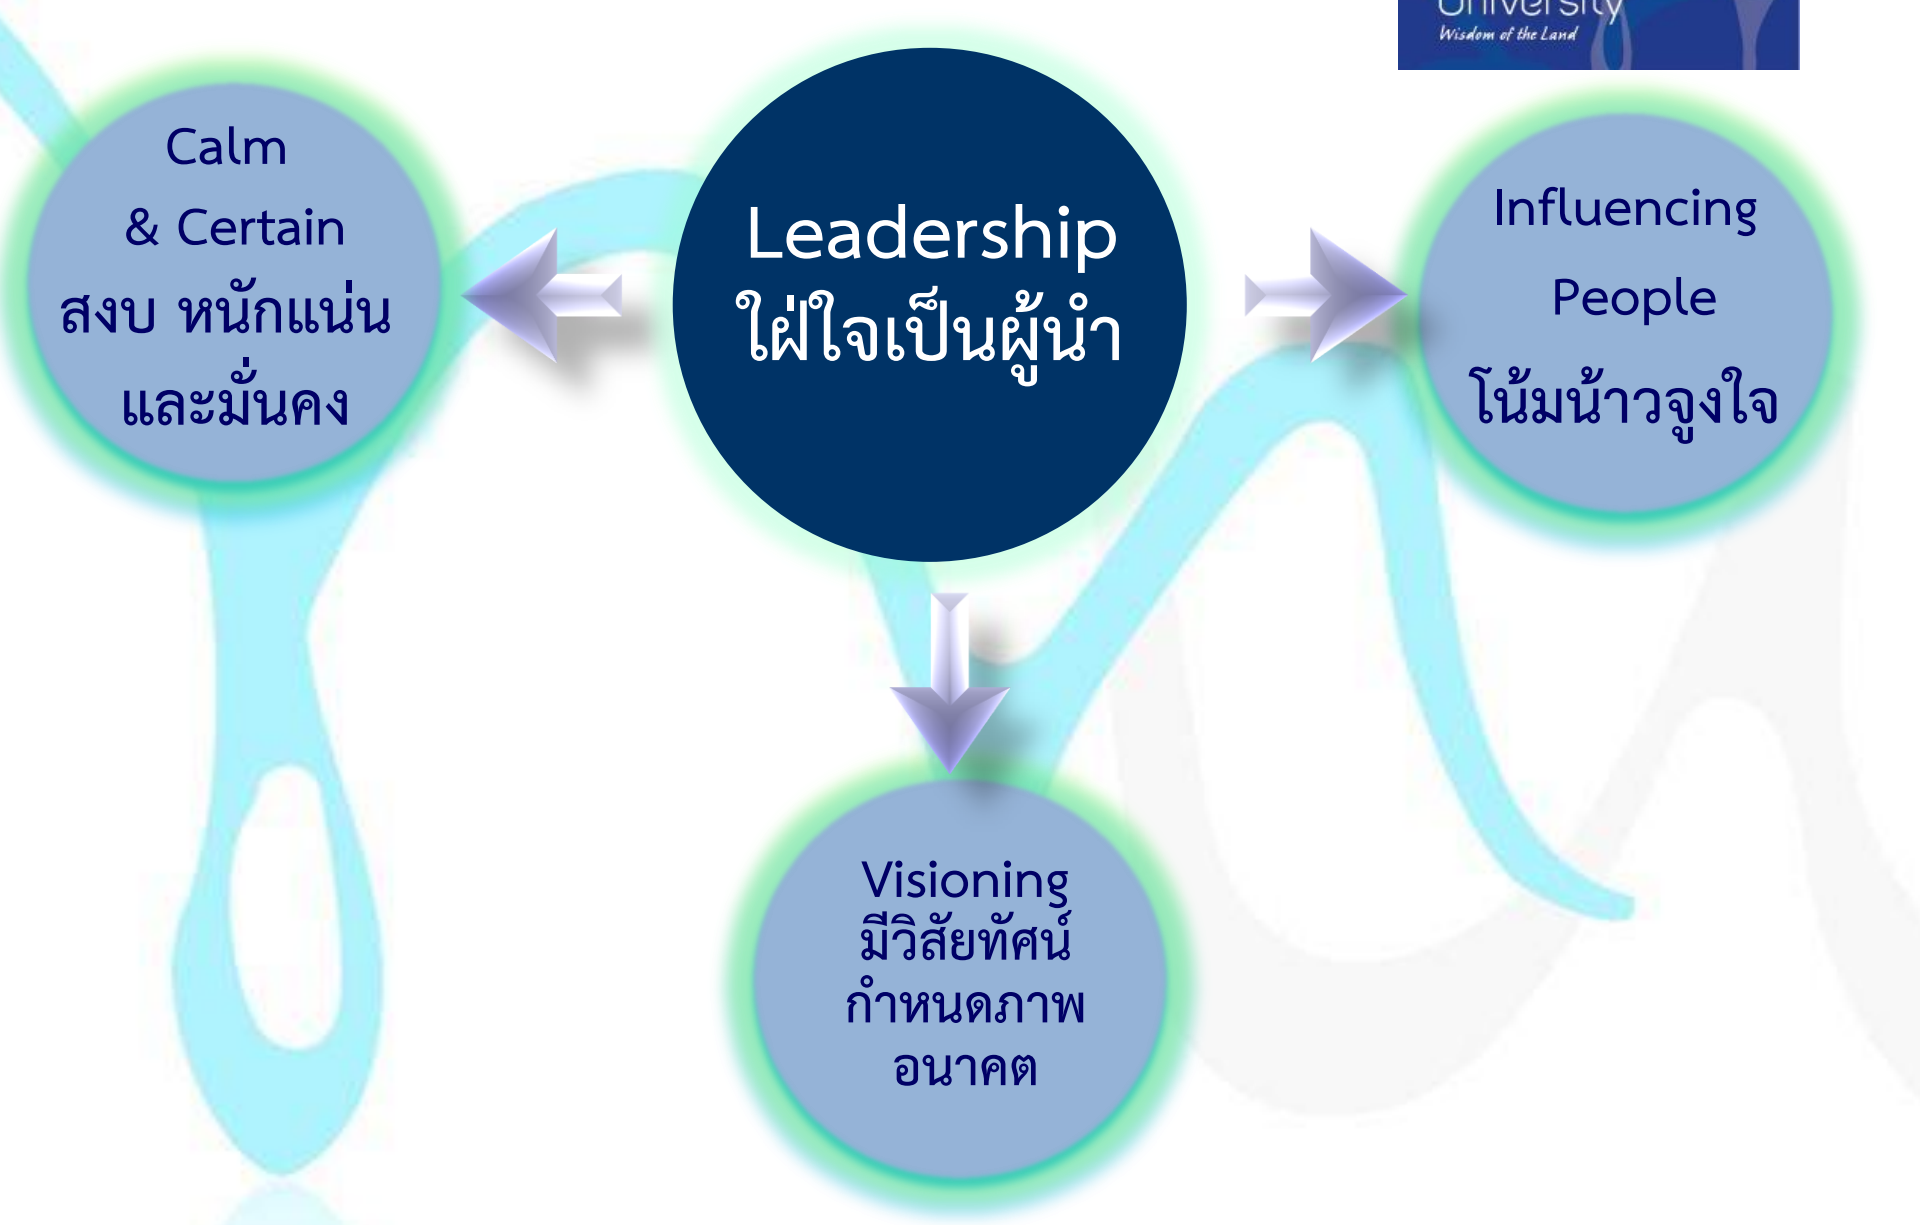 University
Wisdom of the Land
Calm
& Certain
สงบ หนักแน่น
และมั่นคง
Leadership
ใฝ่ใจเป็นผู้นำ
Influencing
People
โน้มน้าวจูงใจ
Visioning
มีวิสัยทัศน์
กำหนดภาพ
อนาคต